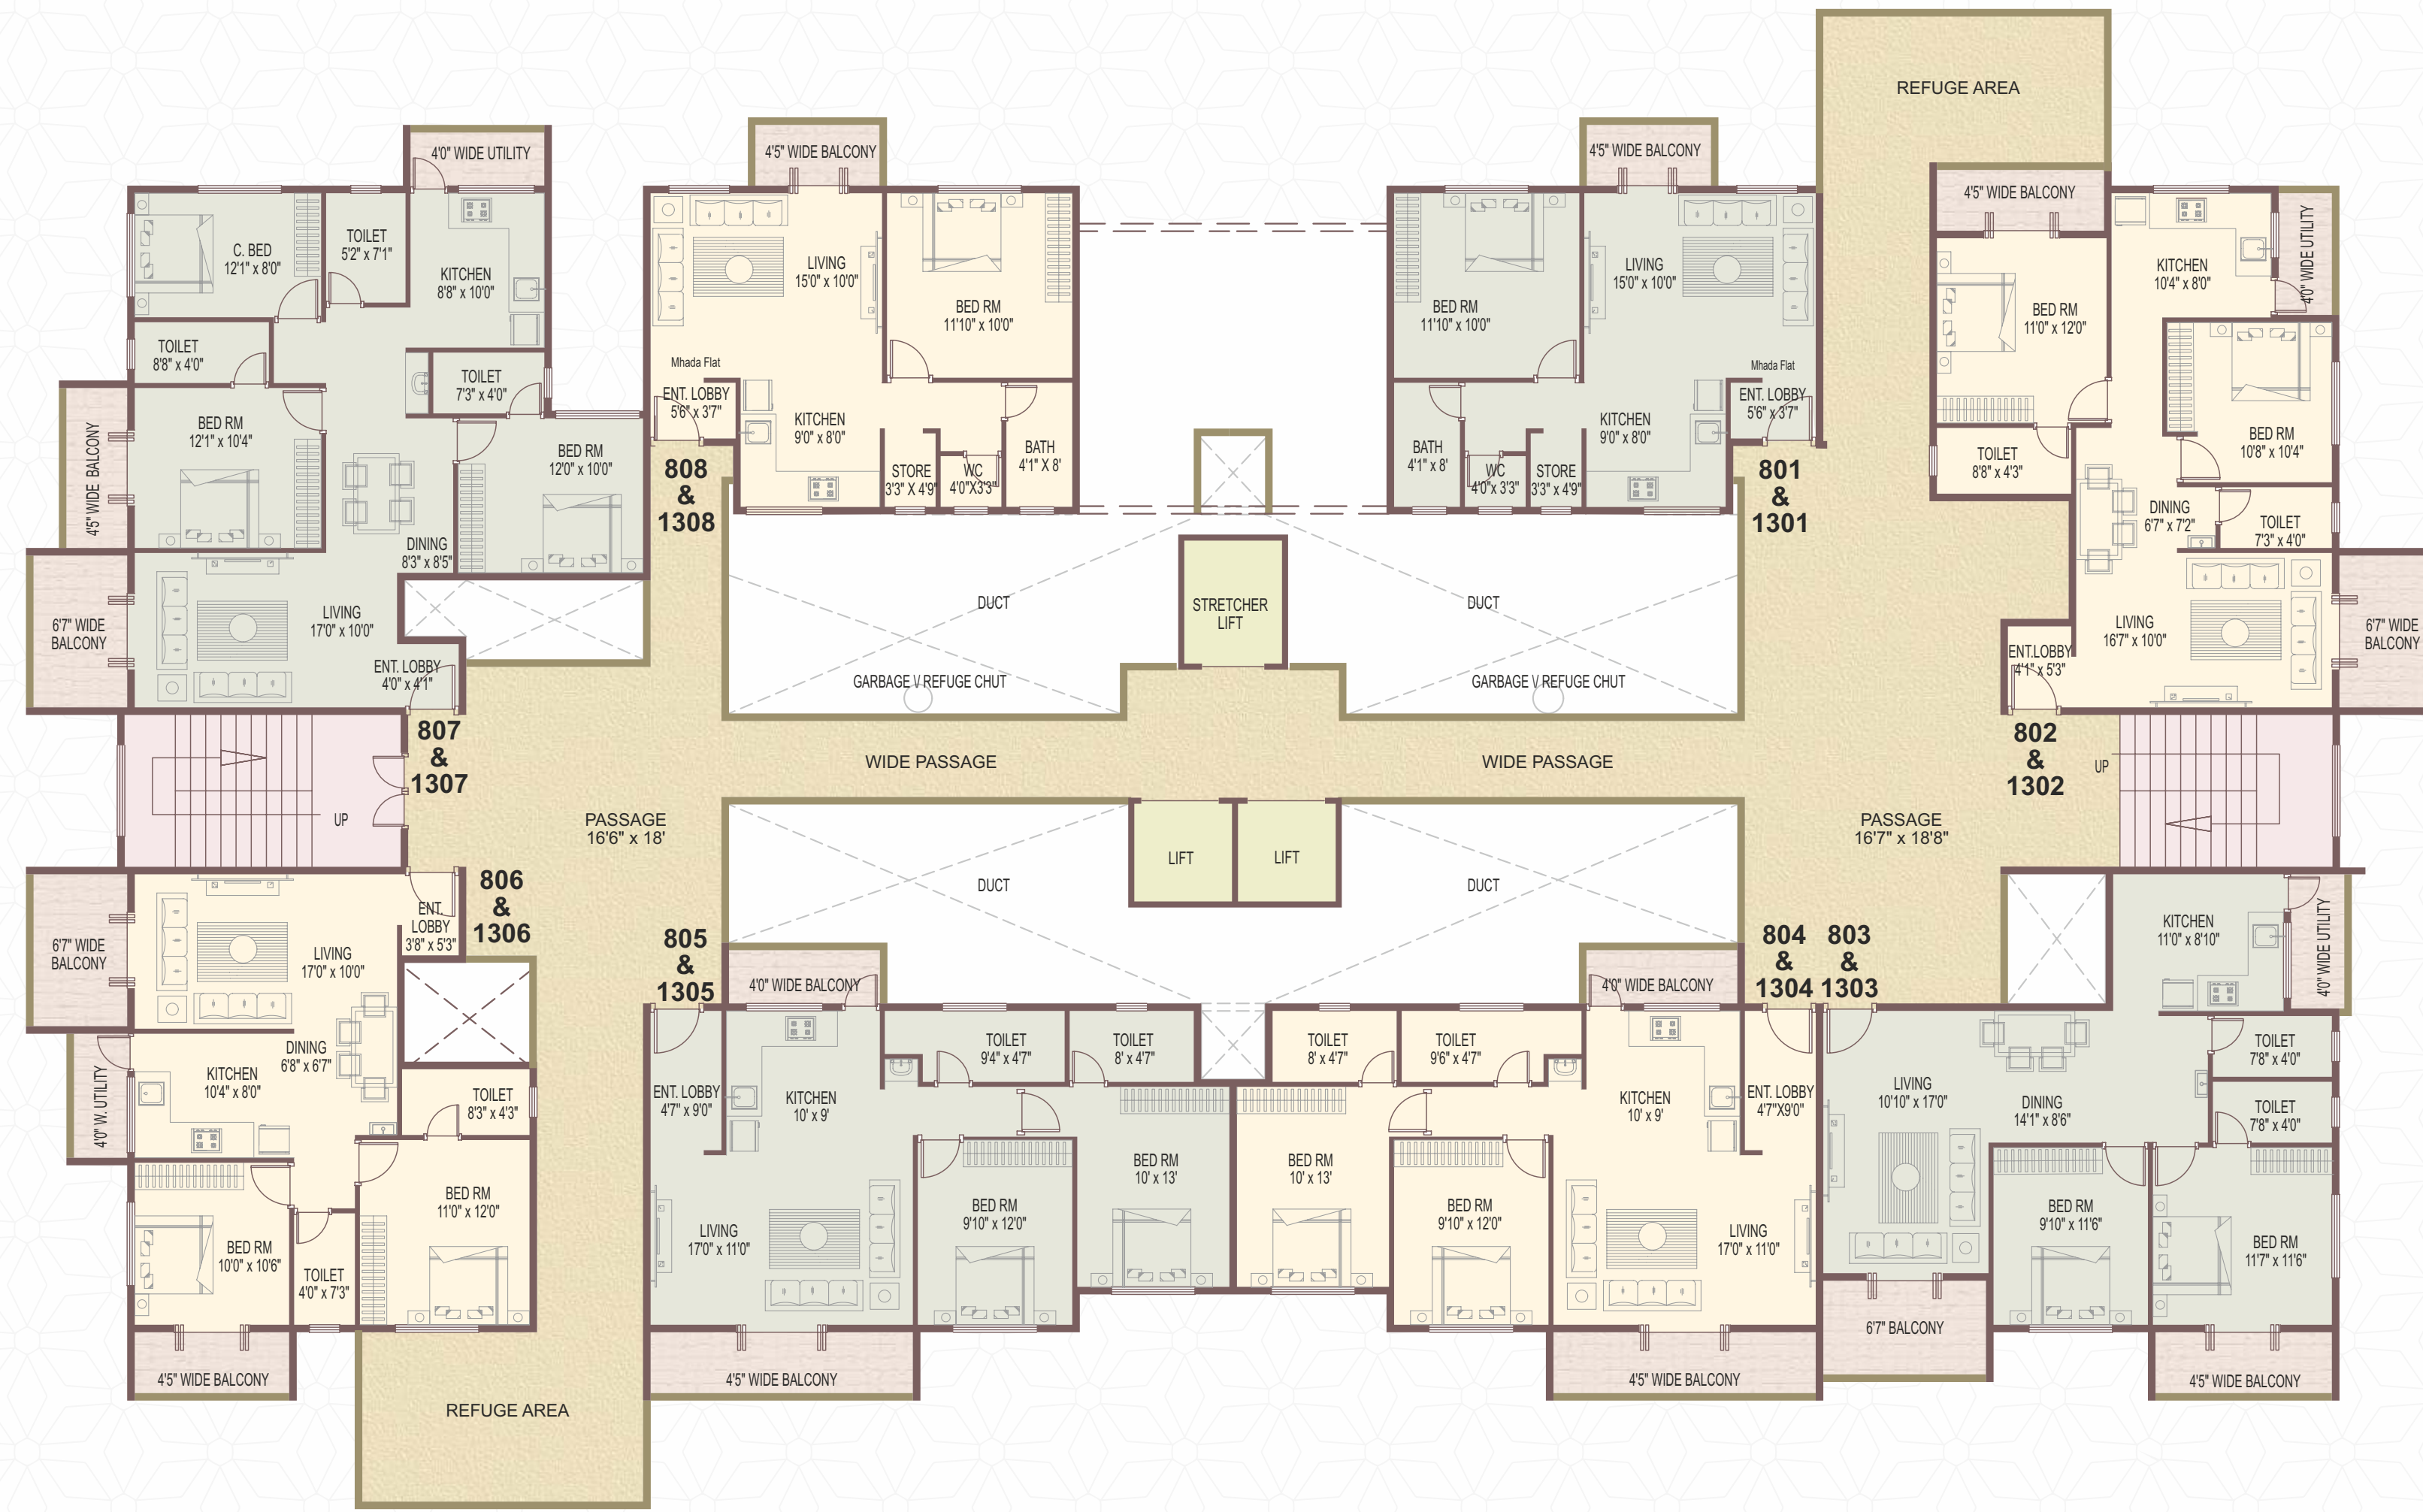 REFUGE AREA
4'0" WIDE UTILITY
C. BED
12'1" x 8'0"
TOILET
5'2" x 7'1"
KITCHEN
8'8" x 10'0"
TOILET
8'8" x 4'0"
TOILET
7'3" x 4'0"
BED RM
12'1" x 10'4"
4'5" WIDE BALCONY
BED RM
12'0" x 10'0"
DINING
8'3" x 8'5"
6'7" WIDE
BALCONY
LIVING
17'0" x 10'0"
ENT. LOBBY
4'0" x 4'1"
807
&
1307
4'5" WIDE BALCONY
LIVING
15'0" x 10'0"
BED RM
11'10" x 10'0"
Mhada Flat
ENT. LOBBY
5'6" x 3'7"
KITCHEN
9'0" x 8'0"
STORE
3'3" X 4'9"
WC
4'0"X3'3"
BATH
4'1" X 8'
808
&
1308
4'5" WIDE BALCONY
BED RM
11'10" x 10'0"
LIVING
15'0" x 10'0"
Mhada Flat
ENT. LOBBY
5'6" x 3'7"
KITCHEN
9'0" x 8'0"
BATH
4'1" x 8'
WC
4'0"x 3'3"
STORE
3'3" x 4'9"
801
&
1301
4'5" WIDE BALCONY
BED RM
11'0" x 12'0"
KITCHEN
10'4" x 8'0"
4'0" WIDE UTILITY
TOILET
8'8" x 4'3"
BED RM
10'8" x 10'4"
DINING
6'7" x 7'2"
TOILET
7'3" x 4'0"
LIVING
16'7" x 10'0"
6'7" WIDE
BALCONY
ENT.LOBBY
4'1" x 5'3"
802
&
1302
UP
DUCT
STRETCHER
LIFT
DUCT
GARBAGE \/ REFUGE CHUT
GARBAGE \/ REFUGE CHUT
WIDE PASSAGE
WIDE PASSAGE
UP
PASSAGE
16'6" x 18'
PASSAGE
16'7" x 18'8"
DUCT
LIFT
LIFT
DUCT
806
&
1306
ENT.
LOBBY
3'8" x 5'3"
6'7" WIDE
BALCONY
LIVING
17'0" x 10'0"
DINING
6'8" x 6'7"
KITCHEN
10'4" x 8'0"
4'0" W. UTILITY
TOILET
8'3" x 4'3"
BED RM
11'0" x 12'0"
BED RM
10'0" x 10'6"
TOILET
4'0" x 7'3"
4'5" WIDE BALCONY
REFUGE AREA
805
&
1305
4'0" WIDE BALCONY
ENT. LOBBY
4'7" x 9'0"
KITCHEN
10' x 9'
TOILET
9'4" x 4'7"
TOILET
8' x 4'7"
BED RM
10' x 13'
BED RM
9'10" x 12'0"
LIVING
17'0" x 11'0"
4'5" WIDE BALCONY
804
&
1304
4'0" WIDE BALCONY
TOILET
8' x 4'7"
TOILET
9'6" x 4'7"
KITCHEN
10' x 9'
ENT. LOBBY
4'7"X9'0"
BED RM
10' x 13'
BED RM
9'10" x 12'0"
LIVING
17'0" x 11'0"
4'5" WIDE BALCONY
803
&
1303
KITCHEN
11'0" x 8'10"
4'0" WIDE UTILITY
TOILET
7'8" x 4'0"
LIVING
10'10" x 17'0"
DINING
14'1" x 8'6"
TOILET
7'8" x 4'0"
BED RM
9'10" x 11'6"
BED RM
11'7" x 11'6"
6'7" BALCONY
4'5" WIDE BALCONY